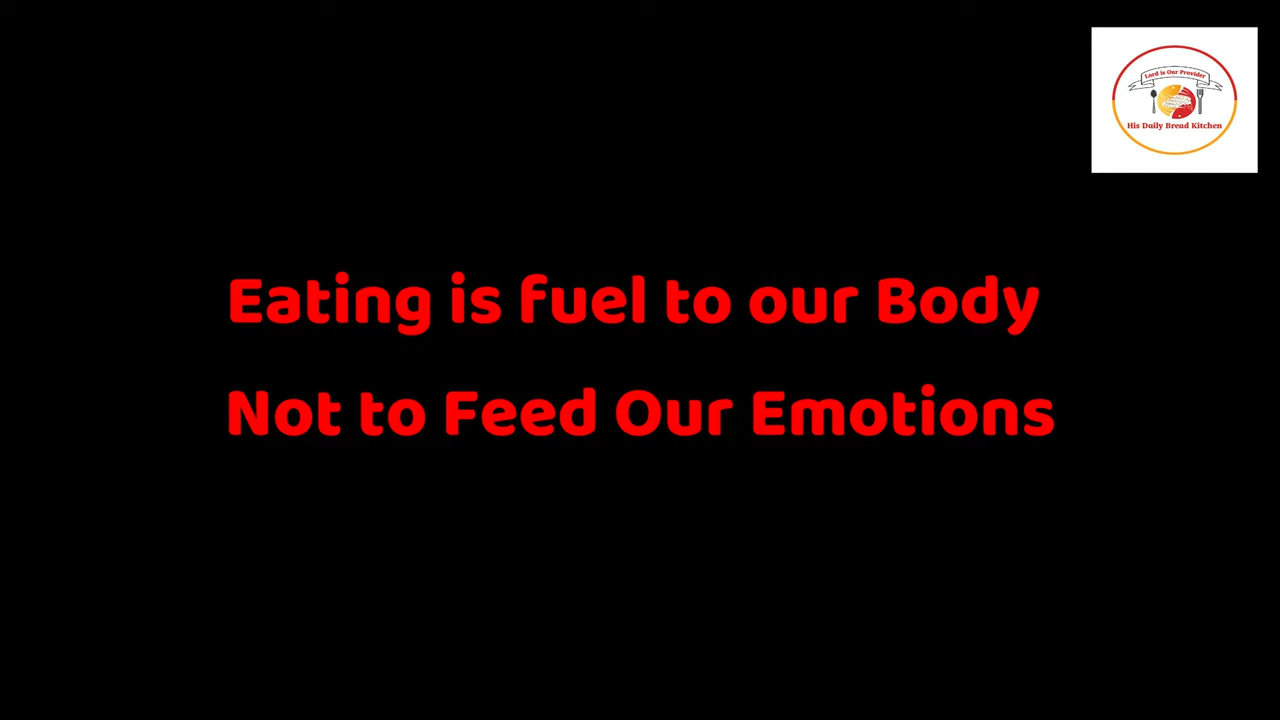 Lord is Our Provider
His Daily Bread Kitchen
Eating is fuel to our Body
Not to Feed Our Emotions